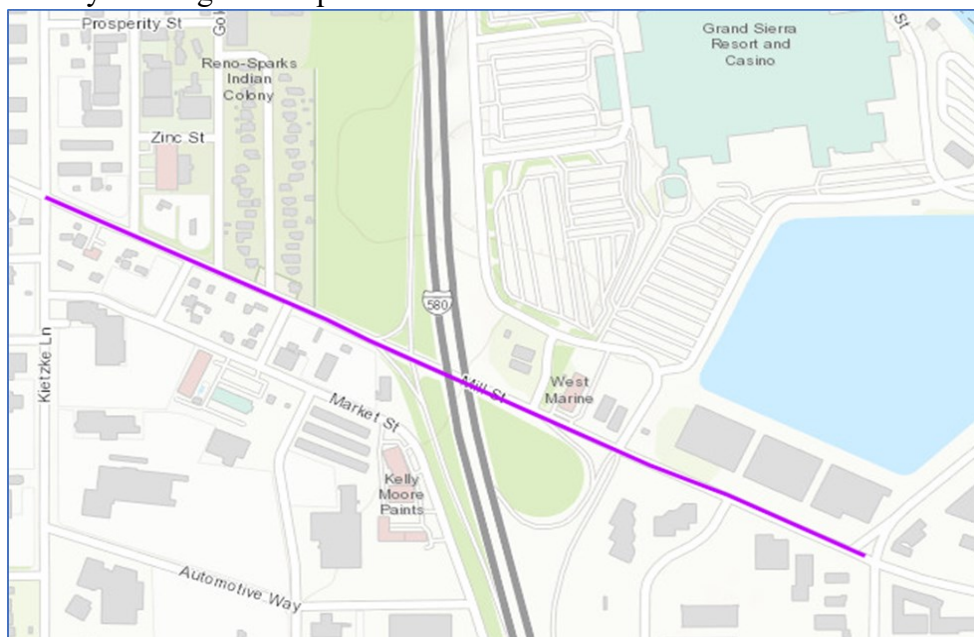 Prosperity St
Reno-Sparks
Indian
Colony
Zinc St
Grand Sierra
Resort and
Casino
St
580
Kietzke Ln
Mill St
West
Marine
Market St
Kelly
Moore
Paints
Automotive Way